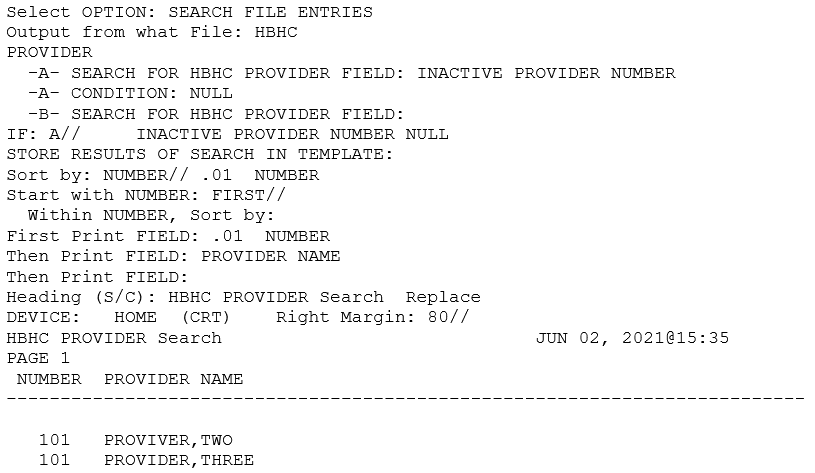 Select OPTION: SEARCH FILE ENTRIES
Output from what File: HBHC
PROVIDER
  -A- SEARCH FOR HBHC PROVIDER FIELD: INACTIVE PROVIDER NUMBER
  -A- CONDITION: NULL
  -B- SEARCH FOR HBHC PROVIDER FIELD:
IF: A//     INACTIVE PROVIDER NUMBER NULL
STORE RESULTS OF SEARCH IN TEMPLATE:
Sort by: NUMBER// .01  NUMBER
Start with NUMBER: FIRST//
  Within NUMBER, Sort by:
First Print FIELD: .01  NUMBER
Then Print FIELD: PROVIDER NAME
Then Print FIELD:
Heading (S/C): HBHC PROVIDER Search  Replace
DEVICE:   HOME  (CRT)    Right Margin: 80//
HBHC PROVIDER Search                             JUN 02, 2021@15:35
PAGE 1
 NUMBER  PROVIDER NAME
--------------------------------------------------------------------------
   101   PROVIVER,TWO
   101   PROVIDER,THREE